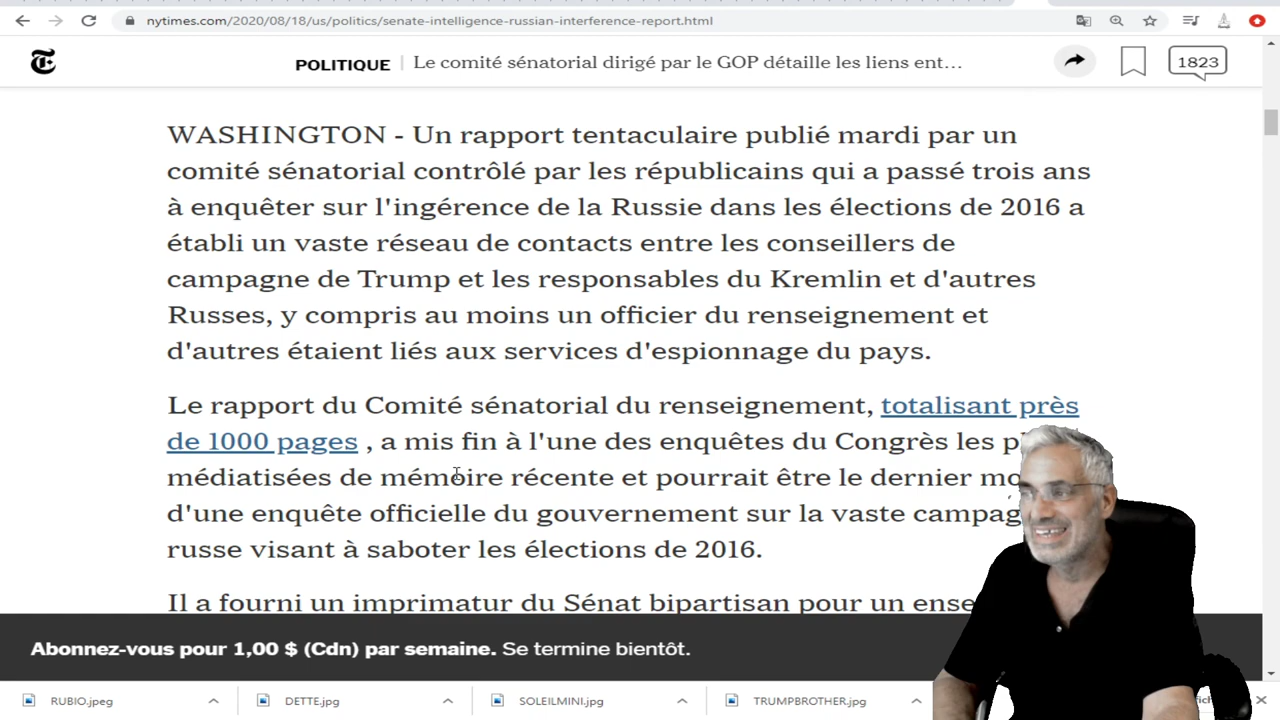 nytimes.com/2020/08/18/us/politics/senate-intelligence-russian-interference-report.html
POLITIQUE | Le comité sénatorial dirigé par le GOP détaille les liens ent…
1823
WASHINGTON - Un rapport tentaculaire publié mardi par un
comité sénatorial contrôlé par les républicains qui a passé trois ans
à enquêter sur l'ingérence de la Russie dans les élections de 2016 a
établi un vaste réseau de contacts entre les conseillers de
campagne de Trump et les responsables du Kremlin et d'autres
Russes, y compris au moins un officier du renseignement et
d'autres étaient liés aux services d'espionnage du pays.
Le rapport du Comité sénatorial du renseignement, totalisant près
de 1000 pages , a mis fin à l'une des enquêtes du Congrès les
médiatisées de mémoire récente et pourrait être le dernier
d'une enquête officielle du gouvernement sur la vaste
russe visant à saboter les élections de 2016.
Il a fourni un imprimatur du Sénat bipartisan pour un
Abonnez-vous pour 1,00 $ (Cdn) par semaine. Se termine bientôt.
RUBIO.jpeg
DETTE.jpg
SOLEILMINI.jpg
TRUMPBROTHER.jpg